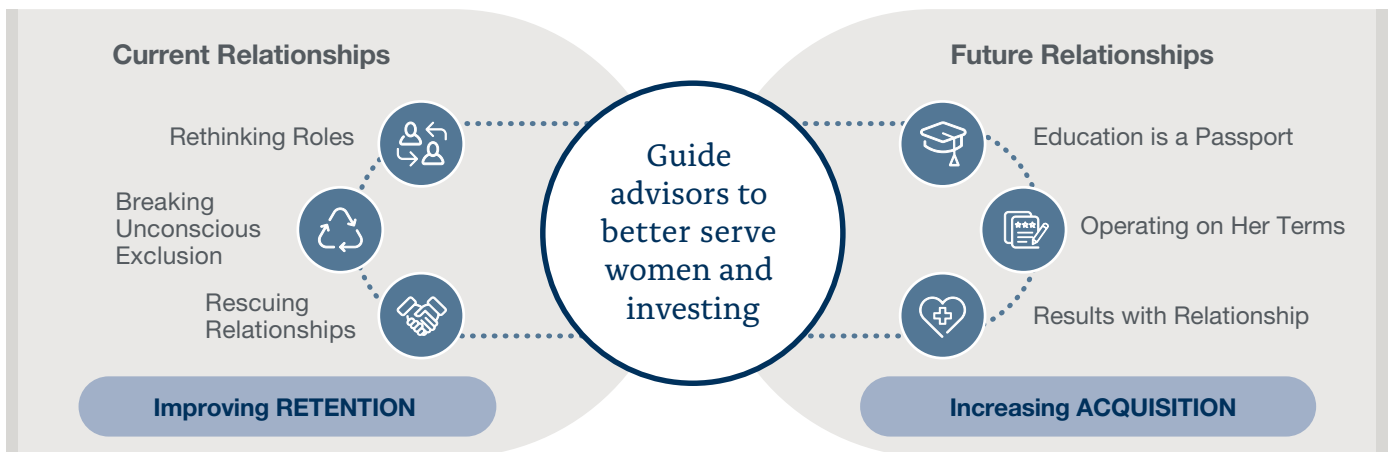 Current Relationships
Rethinking Roles
Breaking
Unconscious
Exclusion
Rescuing
Relationships
Improving RETENTION
Guide
advisors to
better serve
women and
investing
Future Relationships
Education is a Passport
Operating on Her Terms
Results with Relationship
Increasing ACQUISITION